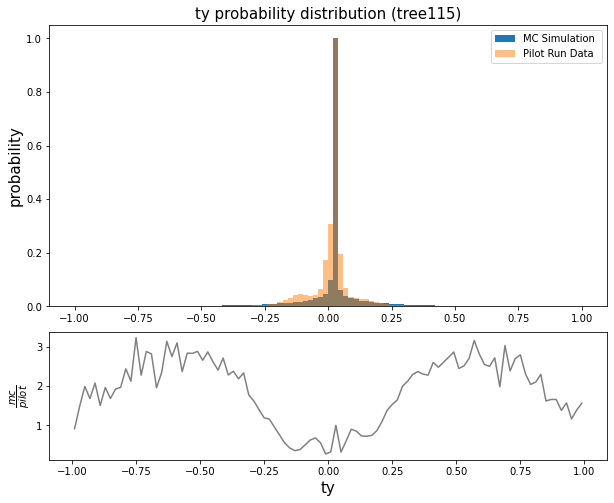 ty probability distribution (tree115)
MC Simulation
Pilot Run Data
probability
1.0
0.8
0.6
0.4
0.2
0.0
−1.00 −0.75 −0.50 −0.25 0.00 0.25 0.50 0.75 1.00
mc
pilot
3
2
1
−1.00 −0.75 −0.50 −0.25 0.00 0.25 0.50 0.75 1.00
ty